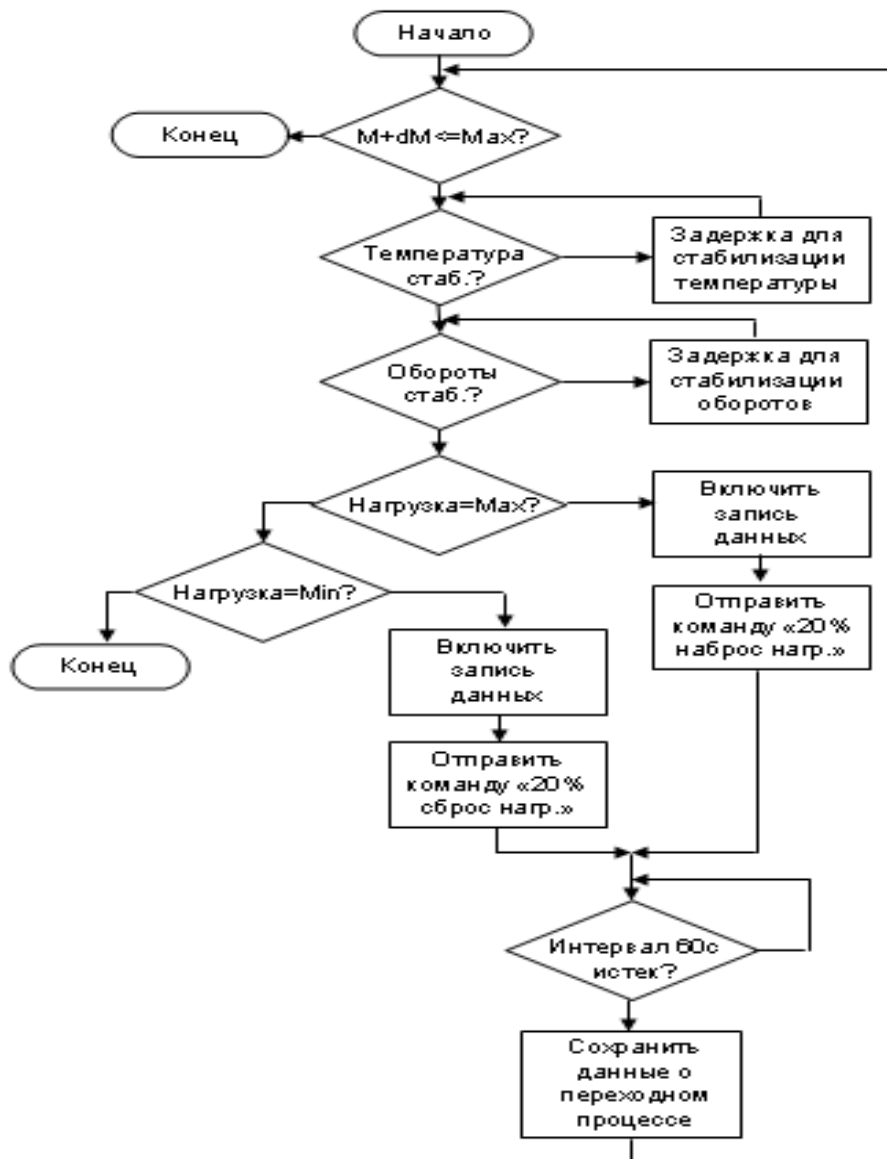 Начало
Конец
M+dM<=Max?
Температура
стаб.?
Задержка для
стабилизации
температуры
Обороты
стаб.?
Задержка для
стабилизации
оборотов
Нагрузка=Max?
Включить
запись
данных
Нагрузка=Min?
Отправить
команду «20%
наброс нагр.»
Конец
Включить
запись
данных
Отправить
команду «20%
сброс нагр.»
Интервал 60с
истек?
Сохранить
данные о
переходном
процессе